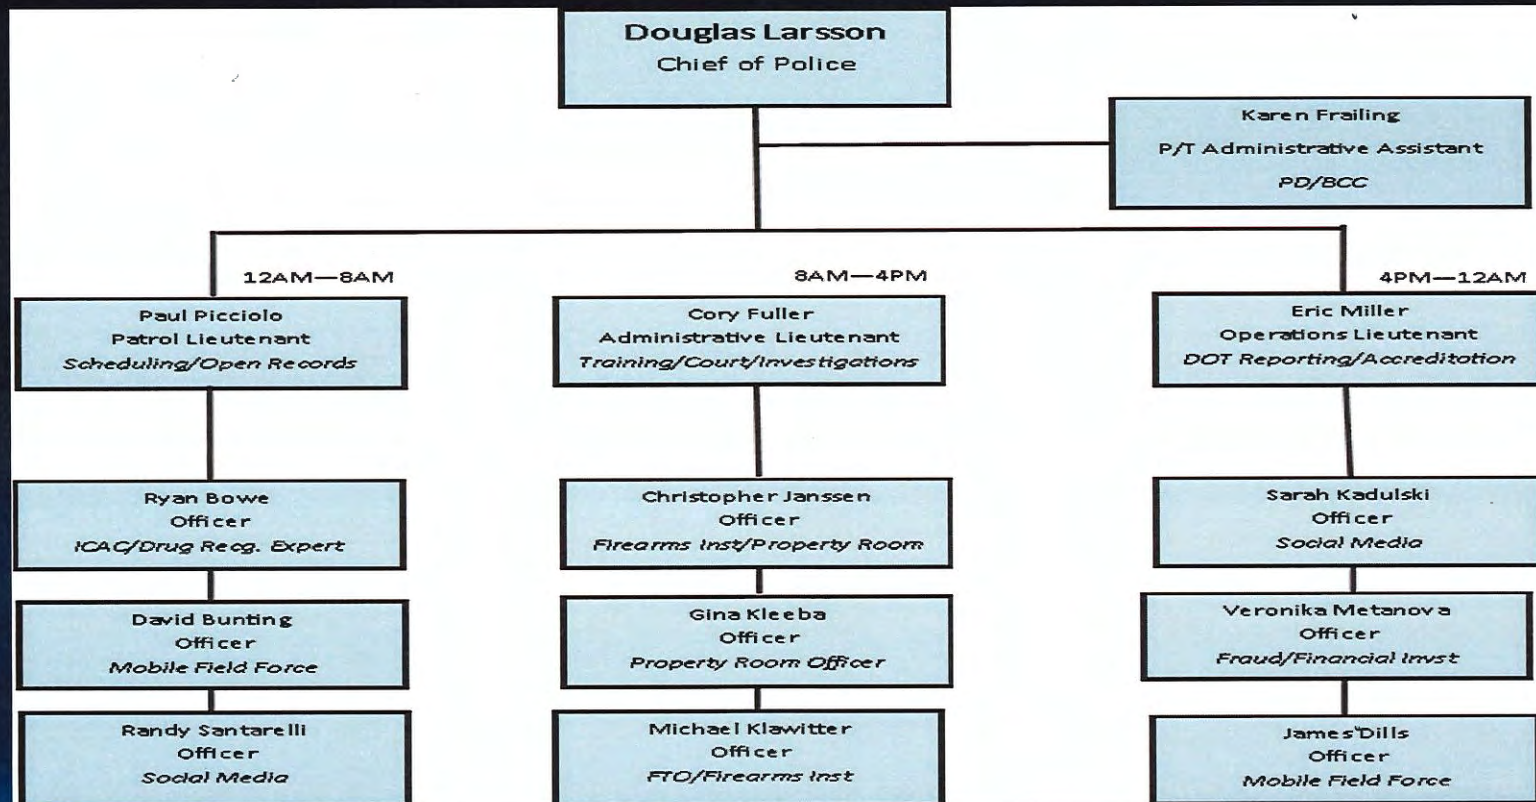 Douglas Larsson
Chief of Police
Karen Frailing
P/T Administrative Assistant
PD/BCC
12AM—8AM
8AM—4PM
4PM—12AM
Paul Picciolo
Patrol Lieutenant
Scheduling/Open Records
Cory Fuller
Administrative Lieutenant
Training/Court/Investigations
Eric Miller
Operations Lieutenant
DOT Reporting/Accreditation
Ryan Bowe
Officer
ICAC/Drug Recg. Expert
Christopher Janssen
Officer
Firearms Inst/Property Room
Sarah Kadulski
Officer
Social Media
David Bunting
Officer
Mobile Field Force
Gina Kleeba
Officer
Property Room Officer
Veronika Metanova
Officer
Fraud/Financial Invst
Randy Santarelli
Officer
Social Media
Michael Klawitter
Officer
FTO/Firearms Inst
James Dills
Officer
Mobile Field Force